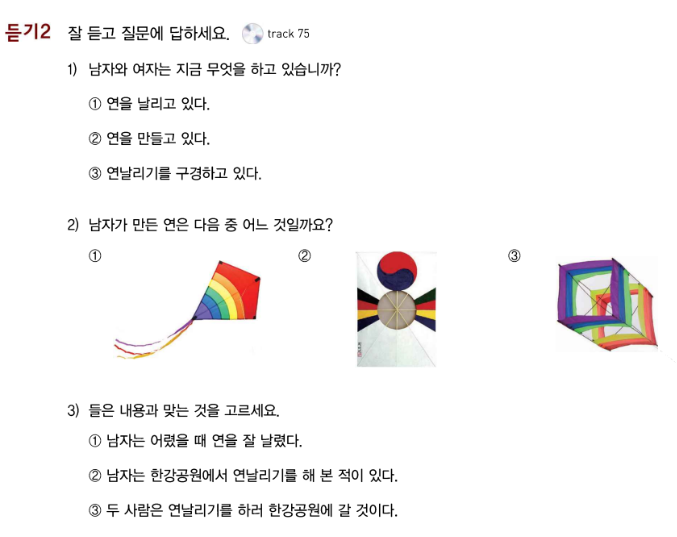 듣기2 잘 듣고 질문에 답하세요. track 75
1) 남자와 여자는 지금 무엇을 하고 있습니까?
① 연을 날리고 있다.
② 연을 만들고 있다.
③ 연날리기를 구경하고 있다.
2) 남자가 만든 연은 다음 중 어느 것일까요?
① ② ③
3) 들은 내용과 맞는 것을 고르세요.
① 남자는 어렸을 때 연을 잘 날렸다.
② 남자는 한강공원에서 연날리기를 해 본 적이 있다.
③ 두 사람은 연날리기를 하러 한강공원에 갈 것이다.